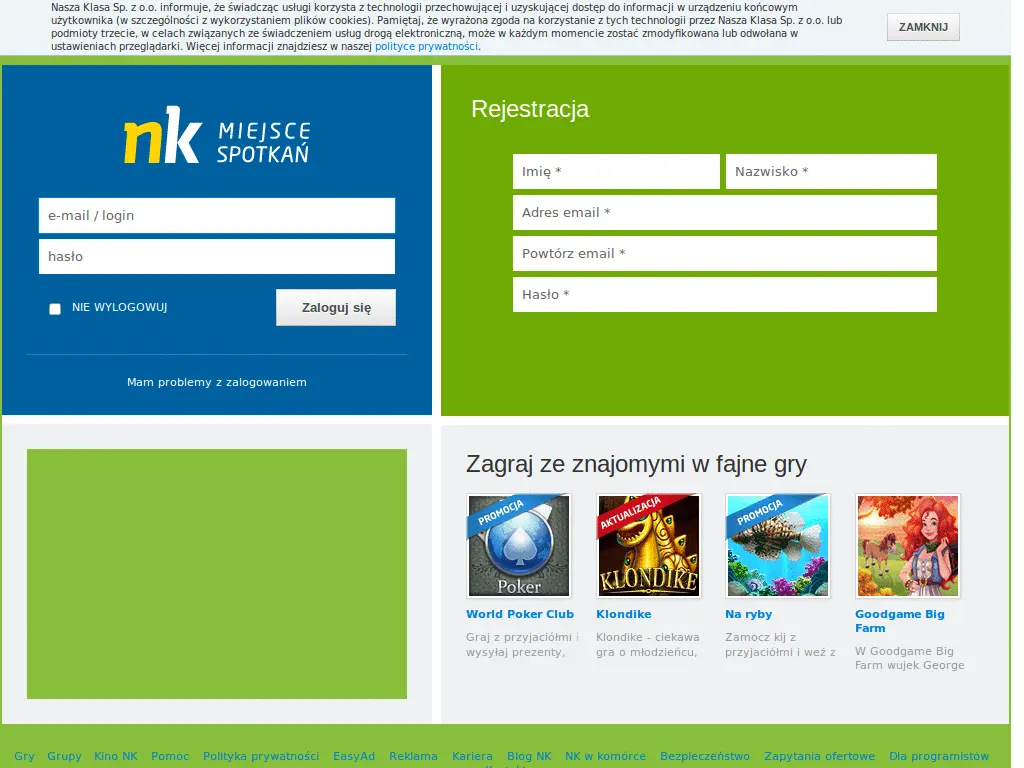 Nasza Klasa Sp. z o.o. informuje, że świadcząc usługi korzysta z technologii przechowującej i uzyskującej dostęp do informacji w urządzeniu końcowym
użytkownika (w szczególności z wykorzystaniem plików cookies). Pamiętaj, że wyrażona zgoda na korzystanie z tych technologii przez Nasza Klasa Sp. z o.o. lub
podmioty trzecie, w celach związanych ze świadczeniem usług drogą elektroniczną, może w każdym momencie zostać zmodyfikowana lub odwołana w
ustawieniach przeglądarki. Więcej informacji znajdziesz w naszej polityce prywatności.
ZAMKNIJ
nk MIEJSCE
SPOTKAŃ
e-mail / login
hasło
NIE WYLOGOWUJ
Zaloguj się
Mam problemy z zalogowaniem
Rejestracja
Imię *
Nazwisko *
Adres email *
Powtórz email *
Hasło *
Zagraj ze znajomymi w fajne gry
PROMOCJA
Poker
World Poker Club
Graj z przyjaciółmi i
wysyłaj prezenty,
AKTUALIZACJA
KLONDIKE
Klondike
Klondike - ciekawa
gra o młodzieńcu,
PROMOCJA
Na ryby
Zamocz kij z
przyjaciółmi i weź z
Goodgame Big
Farm
W Goodgame Big
Farm wujek George
Gry Grupy Kino NK Pomoc Polityka prywatności EasyAd Reklama Kariera Blog NK NK w komórce Bezpieczeństwo Zapytania ofertowe Dla programistów